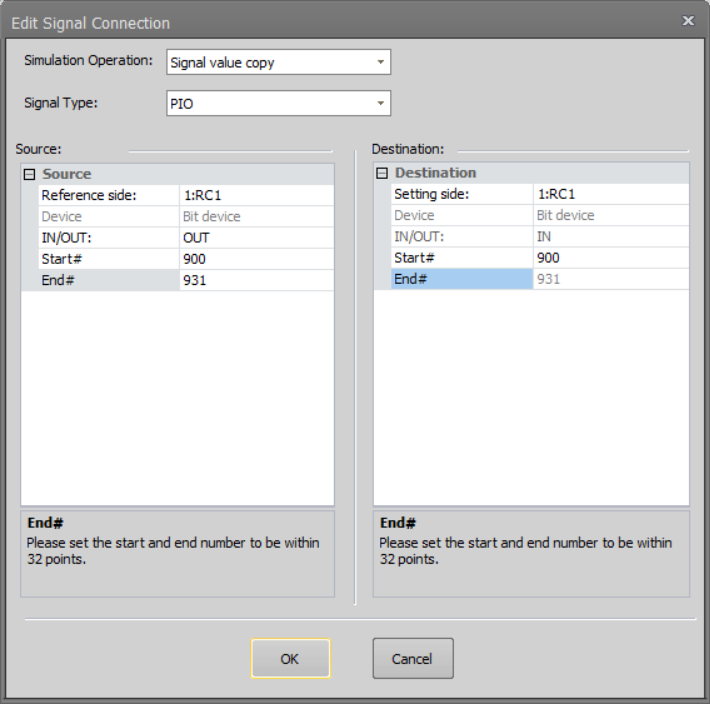 Edit Signal Connection
Simulation Operation: Signal value copy
Signal Type: PIO
Source:
Source
Reference side: 1:RC1
Device Bit device
IN/OUT: OUT
Start# 900
End# 931
End#
Please set the start and end number to be within
32 points.
Destination:
Destination
Setting side: 1:RC1
Device Bit device
IN/OUT: IN
Start# 900
End# 931
End#
Please set the start and end number to be within
32 points.
OK Cancel